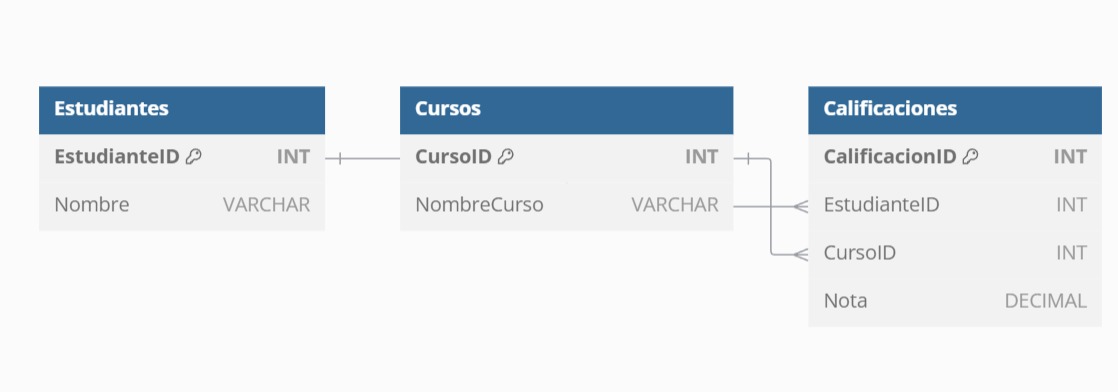 Estudiantes
EstudianteID INT
Nombre VARCHAR
Cursos
CursoID INT
NombreCurso VARCHAR
Calificaciones
CalificacionID INT
EstudianteID INT
CursoID INT
Nota DECIMAL